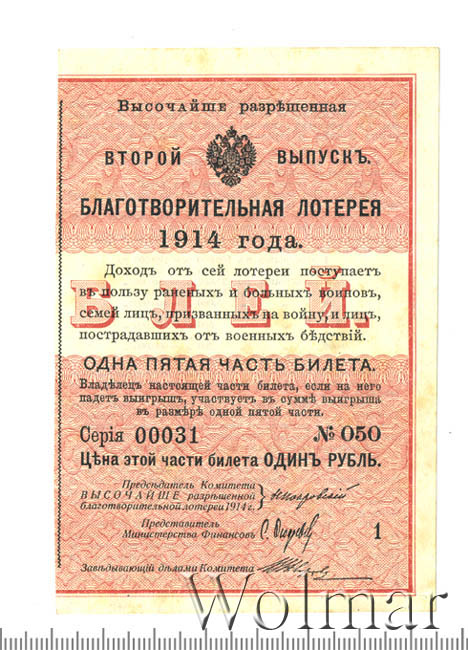 Высочайше разрѣшенная
ВТОРОЙ ВЫПУСКЪ.
БЛАГОТВОРИТЕЛЬНАЯ ЛОТЕРЕЯ
1914 года.
Доходъ отъ сей лотереи поступаетъ
въ пользу раненыхъ и больныхъ воиновъ,
семей лицъ, призванныхъ на войну, и лицъ,
пострадавшихъ отъ военныхъ бѣдствій.
ОДНА ПЯТАЯ ЧАСТЬ БИЛЕТА.
Владѣлецъ настоящей части билета, если на него
падетъ выигрышъ, участвуетъ въ суммѣ выигрыша
въ размѣрѣ одной пятой части.
Серія 00031 № 050
Цѣна этой части билета ОДИНЪ РУБЛЬ.
Предсѣдатель Комитета
ВЫСОЧАЙШЕ разрѣшенной
благотворительной лотереи 1914 г.
Представитель
Министерства Финансовъ
1
Завѣдывающій дѣлами Комитета
Wolmar